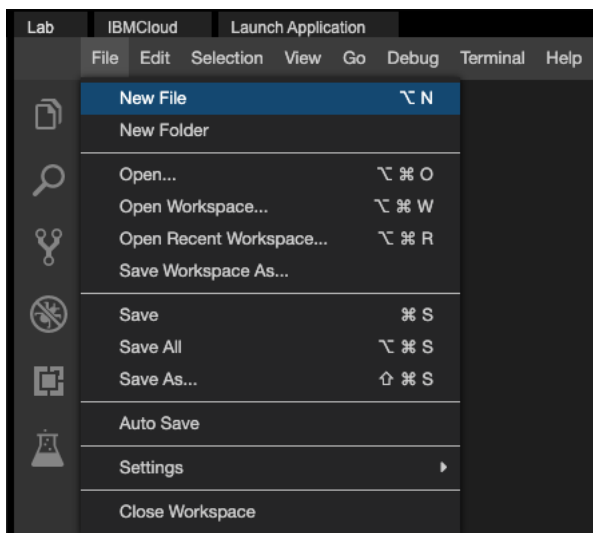 Lab IBMCloud Launch Application
File Edit Selection View Go Debug Terminal Help
New File ⌥ N
New Folder
Open... ⌥ ⌘ O
Open Workspace... ⌥ ⌘ W
Open Recent Workspace... ⌥ ⌘ R
Save Workspace As...
Save ⌘ S
Save All ⌥ ⌘ S
Save As... ⇧ ⌘ S
Auto Save
Settings
Close Workspace